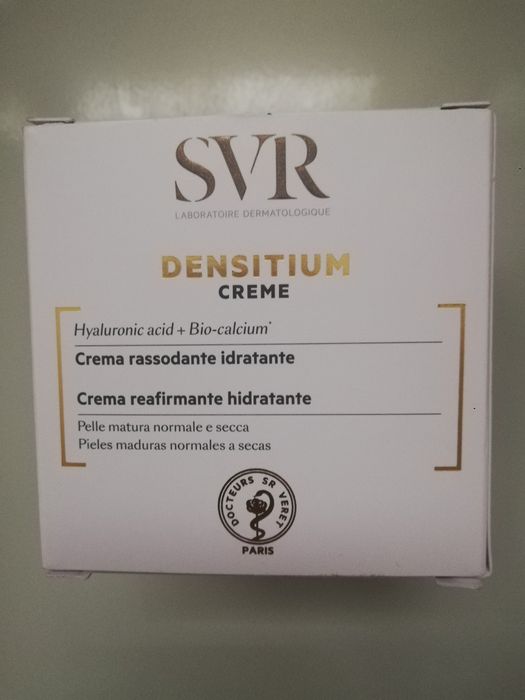 SVR
LABORATOIRE DERMATOLOGIQUE
DENSITIUM
CREME
Hyaluronic acid + Bio-calcium*
Crema rassodante idratante
Crema reafirmante hidratante
Pelle matura normale e secca
Pieles maduras normales a secas
DOCTEURS SR VERET
PARIS